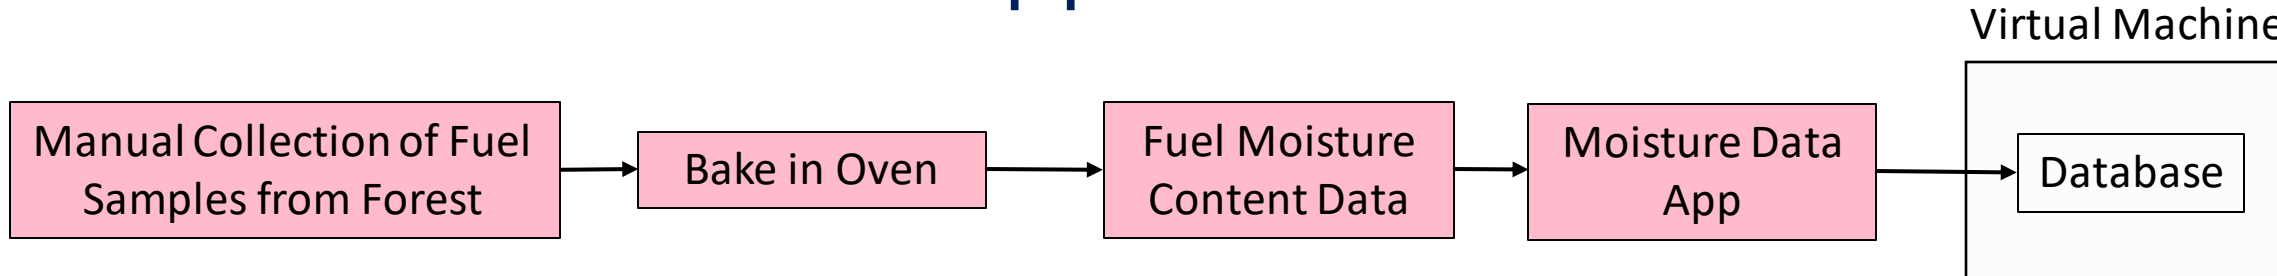 Virtual Machine
Manual Collection of Fuel
Samples from Forest
Bake in Oven
Fuel Moisture
Content Data
Moisture Data
App
Database